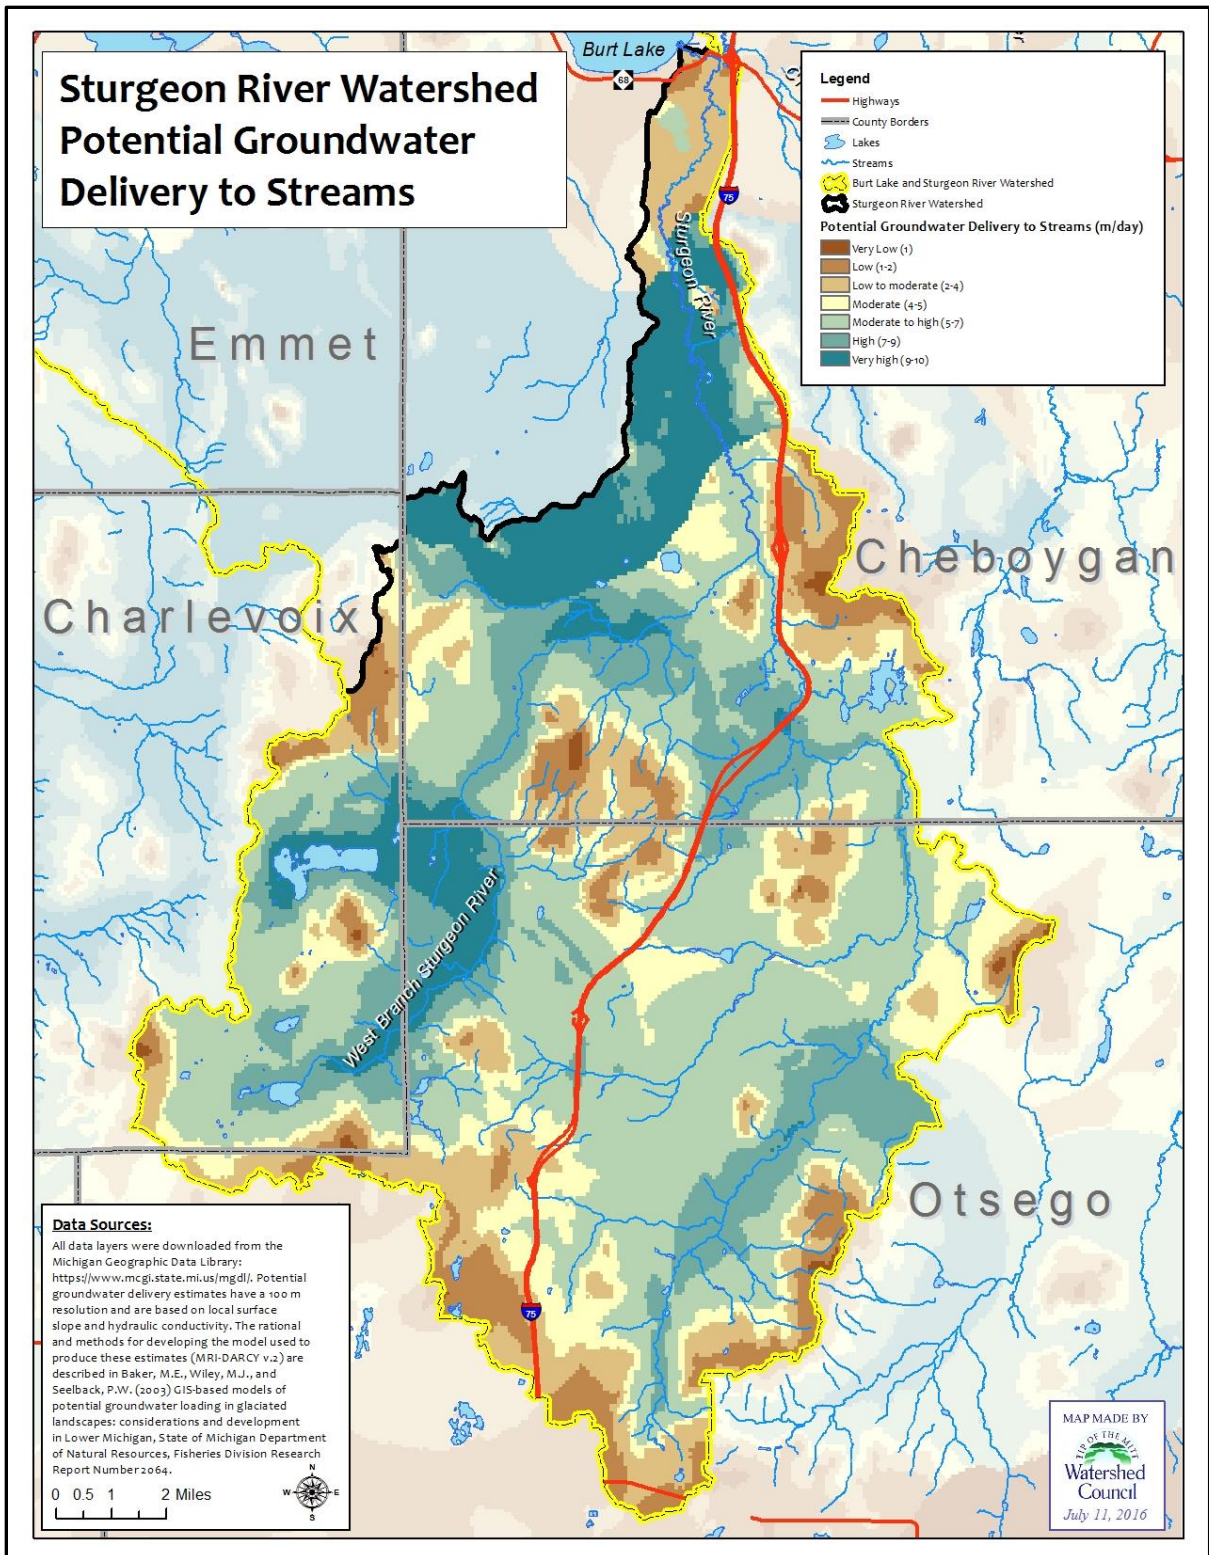 Sturgeon River Watershed
Potential Groundwater
Delivery to Streams
Burt Lake
68
75
Legend
Highways
County Borders
Lakes
Streams
Burt Lake and Sturgeon River Watershed
Sturgeon River Watershed
Potential Groundwater Delivery to Streams (m/day)
Very Low (1)
Low (1-2)
Low to moderate (2-4)
Moderate (4-5)
Moderate to high (5-7)
High (7-9)
Very high (9-10)
Sturgeon River
Emmet
Cheboygan
Charlevoix
West Branch Sturgeon River
Otsego
75
Data Sources:
All data layers were downloaded from the
Michigan Geographic Data Library:
https://www.mcgi.state.mi.us/mgdl/. Potential
groundwater delivery estimates have a 100 m
resolution and are based on local surface
slope and hydraulic conductivity. The rational
and methods for developing the model used to
produce these estimates (MRI-DARCY v.2) are
described in Baker, M.E., Wiley, M.J., and
Seelback, P.W. (2003) GIS-based models of
potential groundwater loading in glaciated
landscapes: considerations and development
in Lower Michigan, State of Michigan Department
of Natural Resources, Fisheries Division Research
Report Number 2064.
N
W E
S
0 0.5 1 2 Miles
MAP MADE BY
TIP OF THE MITT
Watershed
Council
July 11, 2016